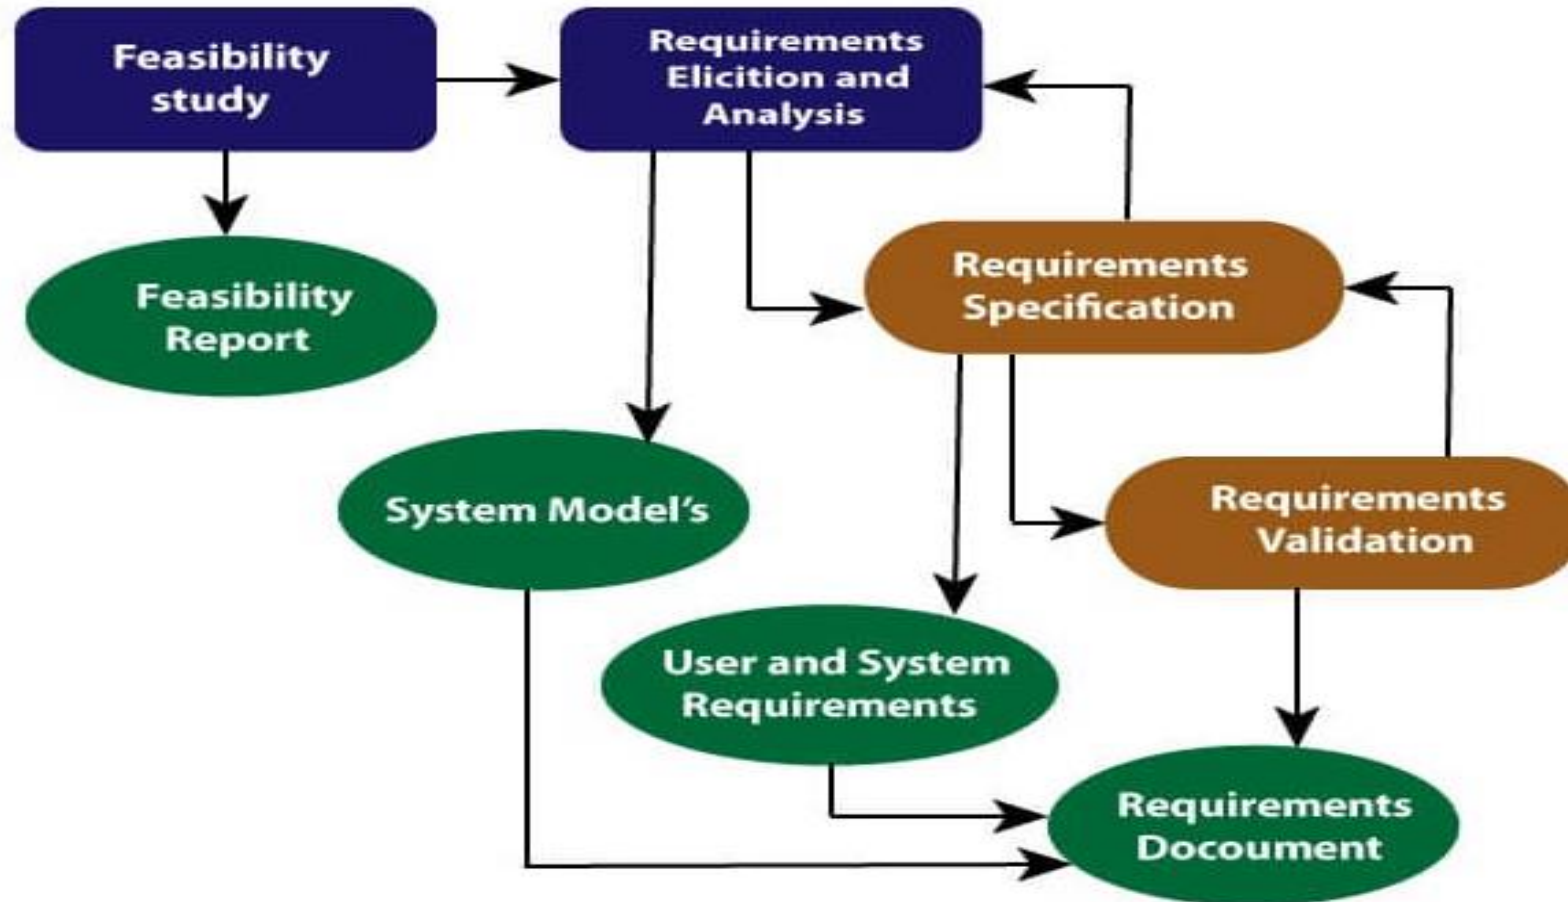 Feasibility
study
Requirements
Elicition and
Analysis
Requirements
Specification
Feasibility
Report
System Model's
Requirements
Validation
User and System
Requirements
Requirements
Docoument